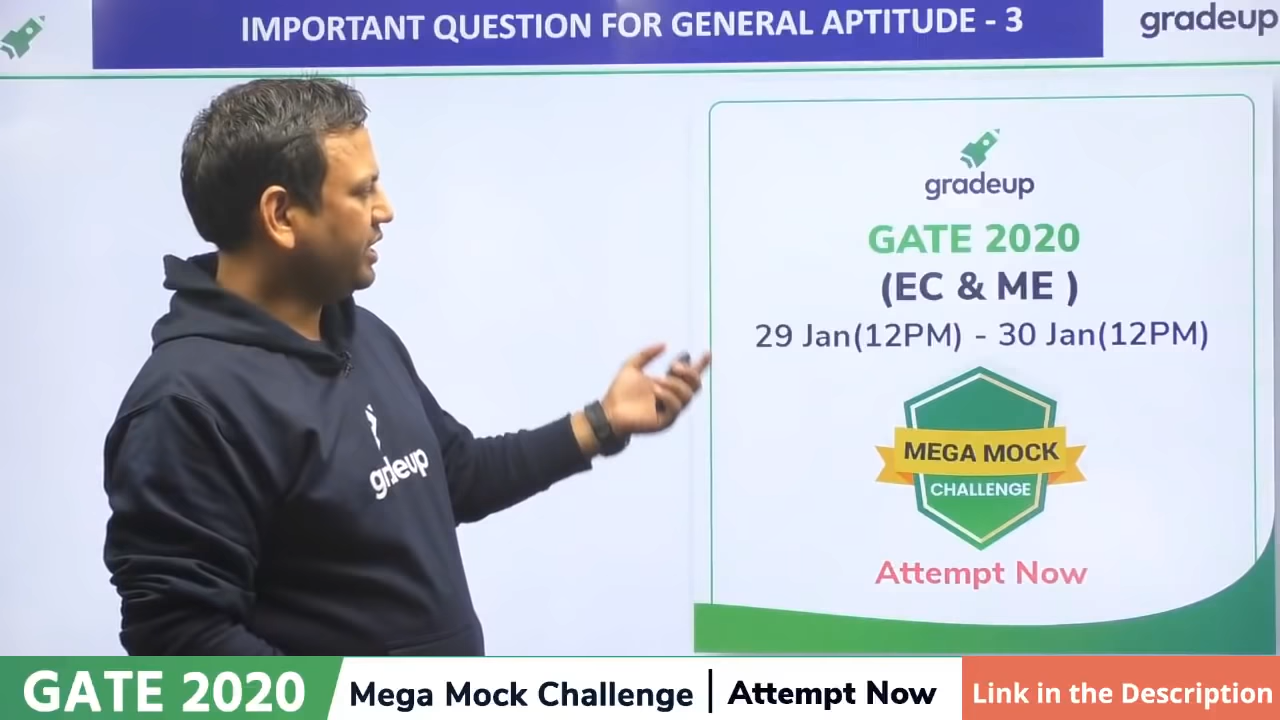 IMPORTANT QUESTION FOR GENERAL APTITUDE - 3
gradeup
gradeup
GATE 2020
(EC & ME )
29 Jan(12PM) - 30 Jan(12PM)
MEGA MOCK
CHALLENGE
Attempt Now
gradeup
GATE 2020
Mega Mock Challenge | Attempt Now
Link in the Description